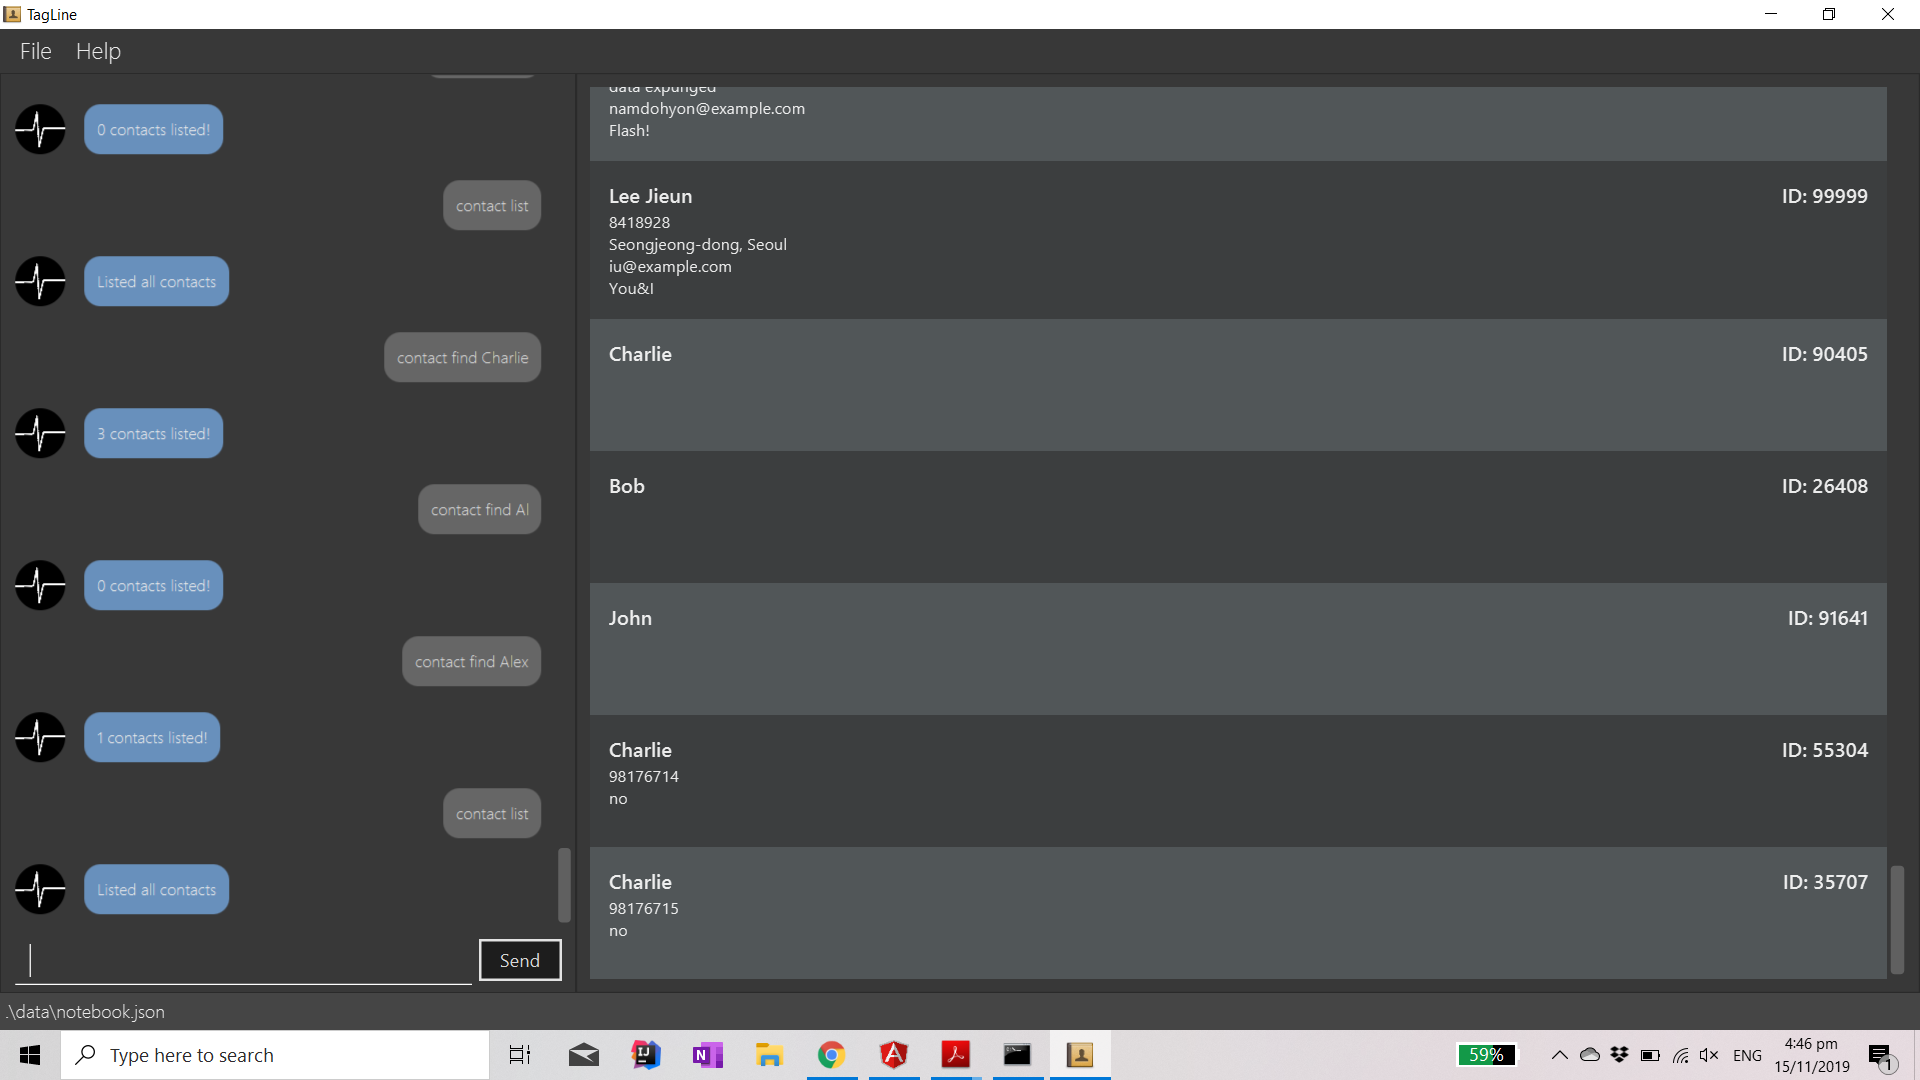 TagLine
File Help
0 contacts listed!
contact list
Listed all contacts
contact find Charlie
3 contacts listed!
contact find Al
0 contacts listed!
contact find Alex
1 contacts listed!
contact list
Listed all contacts
Send
data expunged
namdohyon@example.com
Flash!
Lee Jieun ID: 99999
8418928
Seongjeong-dong, Seoul
iu@example.com
You&I
Charlie ID: 90405
Bob ID: 26408
John ID: 91641
Charlie ID: 55304
98176714
no
Charlie ID: 35707
98176715
no
.\data\notebook.json
Type here to search
59%
ENG
4:46 pm
15/11/2019
1